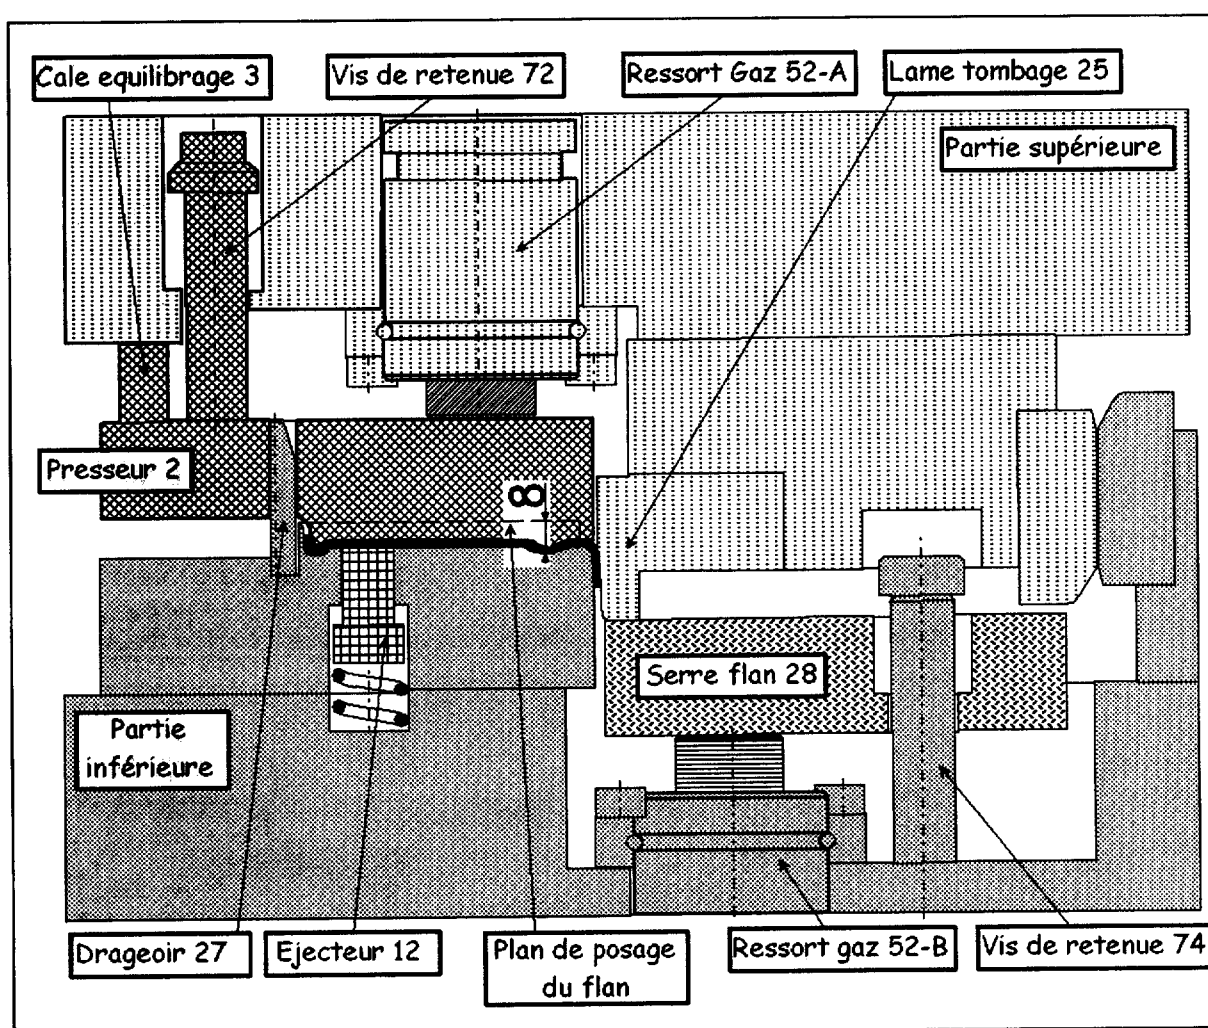 Cale equilibrage 3
Vis de retenue 72
Ressort Gaz 52-A
Lame tombage 25
Partie supérieure
Presseur 2
8
Serre flan 28
Partie
inférieure
Drageoir 27
Ejecteur 12
Plan de posage
du flan
Ressort gaz 52-B
Vis de retenue 74